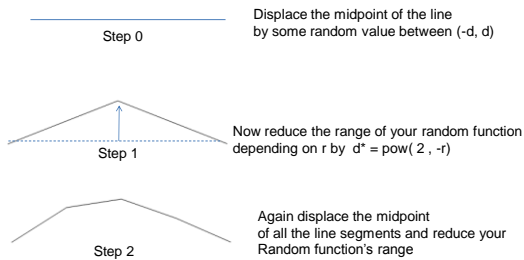 Displace the midpoint of the line
by some random value between (-d, d)
Step 0
Now reduce the range of your random function
depending on r by  d* = pow( 2 , -r)
Step 1
Again displace the midpoint
of all the line segments and reduce your
Random function's range
Step 2